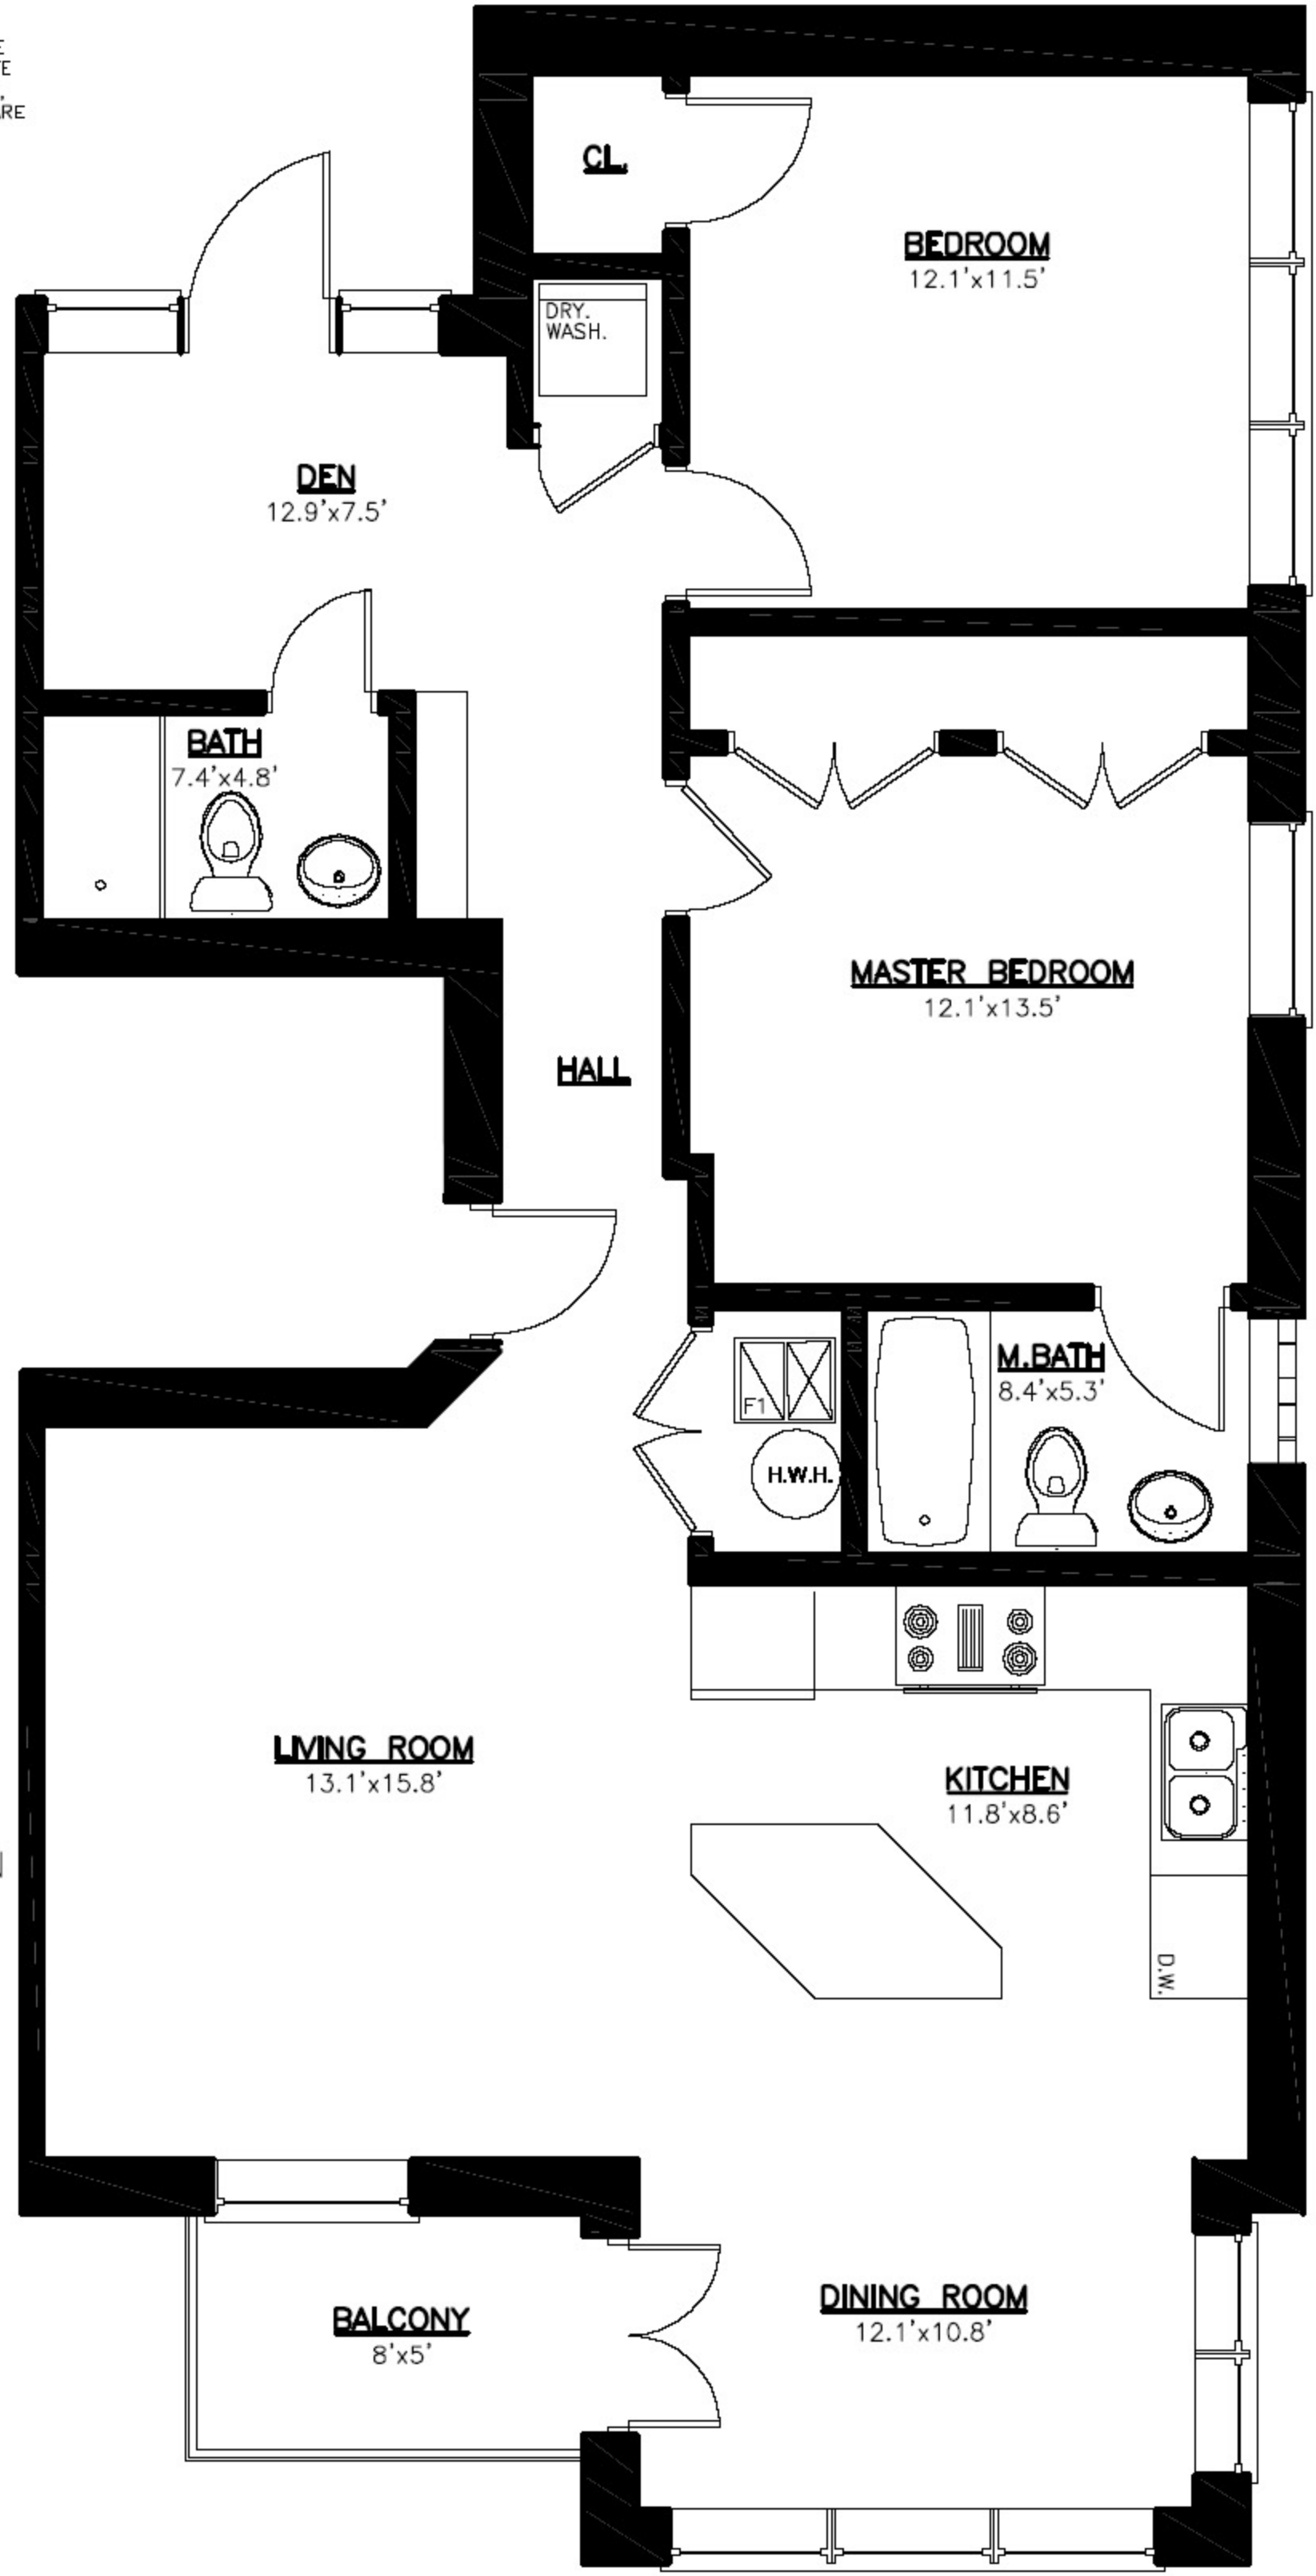 CL.
BEDROOM
12.1'x11.5'
DRY.
WASH.
DEN
12.9'x7.5'
BATH
7.4'x4.8'
MASTER BEDROOM
12.1'x13.5'
HALL
M.BATH
8.4'x5.3'
F1
H.W.H.
LIVING ROOM
13.1'x15.8'
KITCHEN
11.8'x8.6'
D.W.
DINING ROOM
12.1'x10.8'
BALCONY
8'x5'